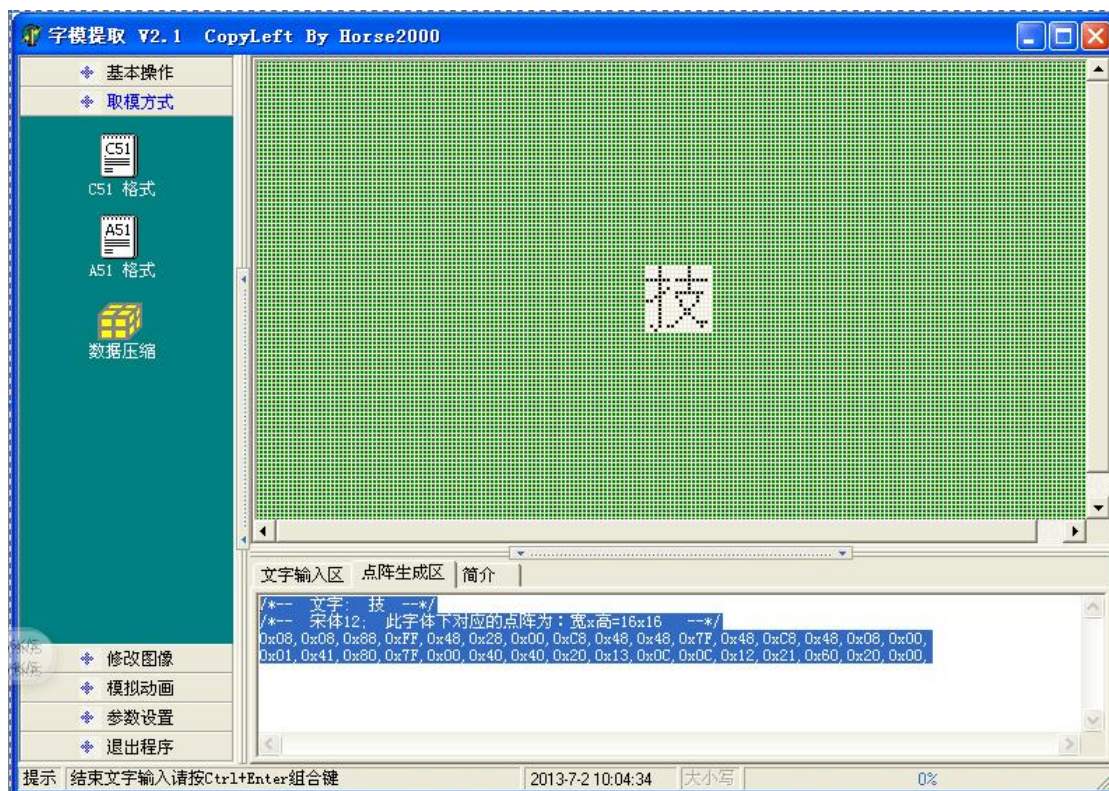 字模提取 V2.1 CopyLeft By Horse2000
基本操作
取模方式
C51
C51 格式
A51
A51 格式
数据压缩
技
文字输入区 点阵生成区 简介
/*-- 文字: 技 --*/
/*-- 宋体12; 此字体下对应的点阵为：宽x高=16x16 --*/
0x08,0x08,0x88,0xFF,0x48,0x28,0x00,0xC8,0x48,0x48,0x7F,0x48,0xC8,0x48,0x08,0x00,
0x01,0x41,0x80,0x7F,0x00,0x40,0x40,0x20,0x13,0x0C,0x0C,0x12,0x21,0x60,0x20,0x00,
修改图像
模拟动画
参数设置
退出程序
提示 结束文字输入请按Ctrl+Enter组合键 2013-7-2 10:04:34 大小写 0%